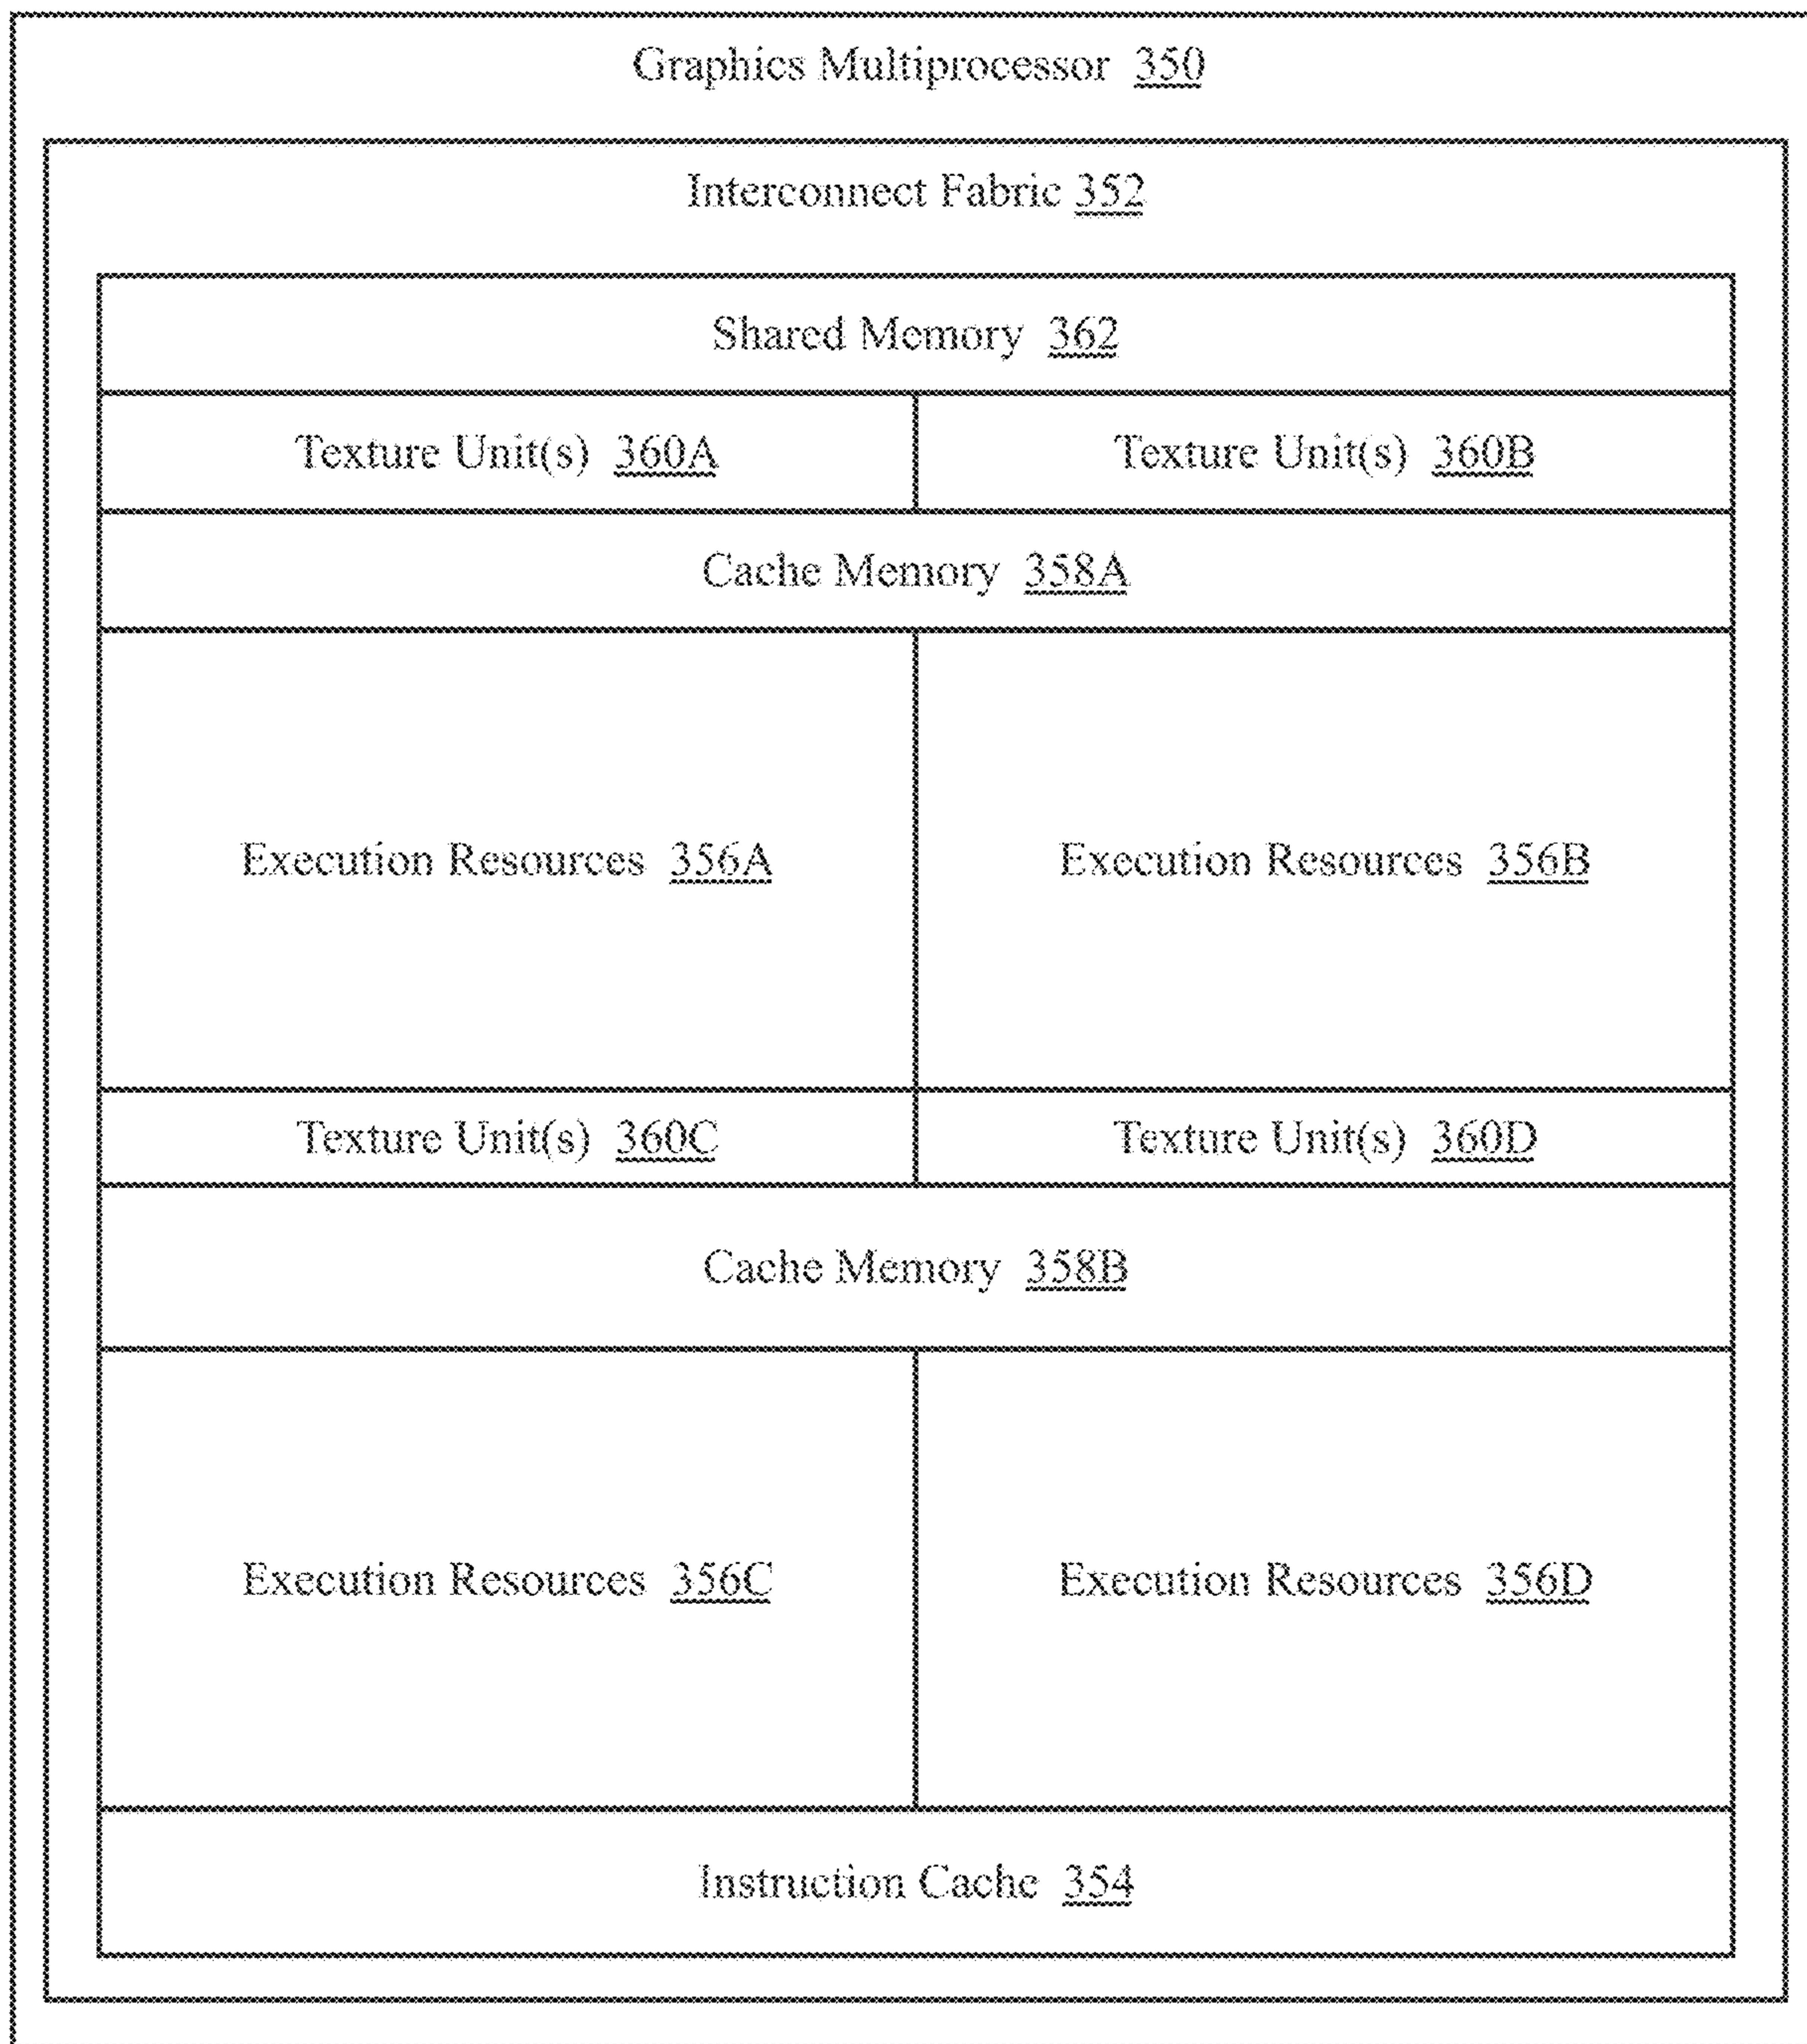 Graphics Multiprocessor 350
Interconnect Fabric 352
Shared Memory 362
Texture Unit(s) 360A
Texture Unit(s) 360B
Cache Memory 358A
Execution Resources 356A
Execution Resources 356B
Texture Unit(s) 360C
Texture Unit(s) 360D
Cache Memory 358B
Execution Resources 356C
Execution Resources 356D
Instruction Cache 354